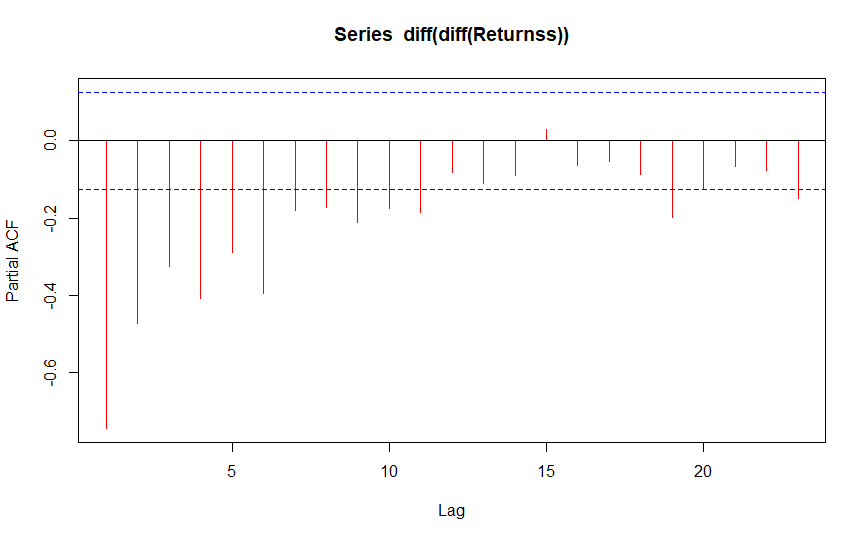 Series diff(diff(Returnss))
Partial ACF
0.0
-0.2
-0.4
-0.6
5 10 15 20
Lag